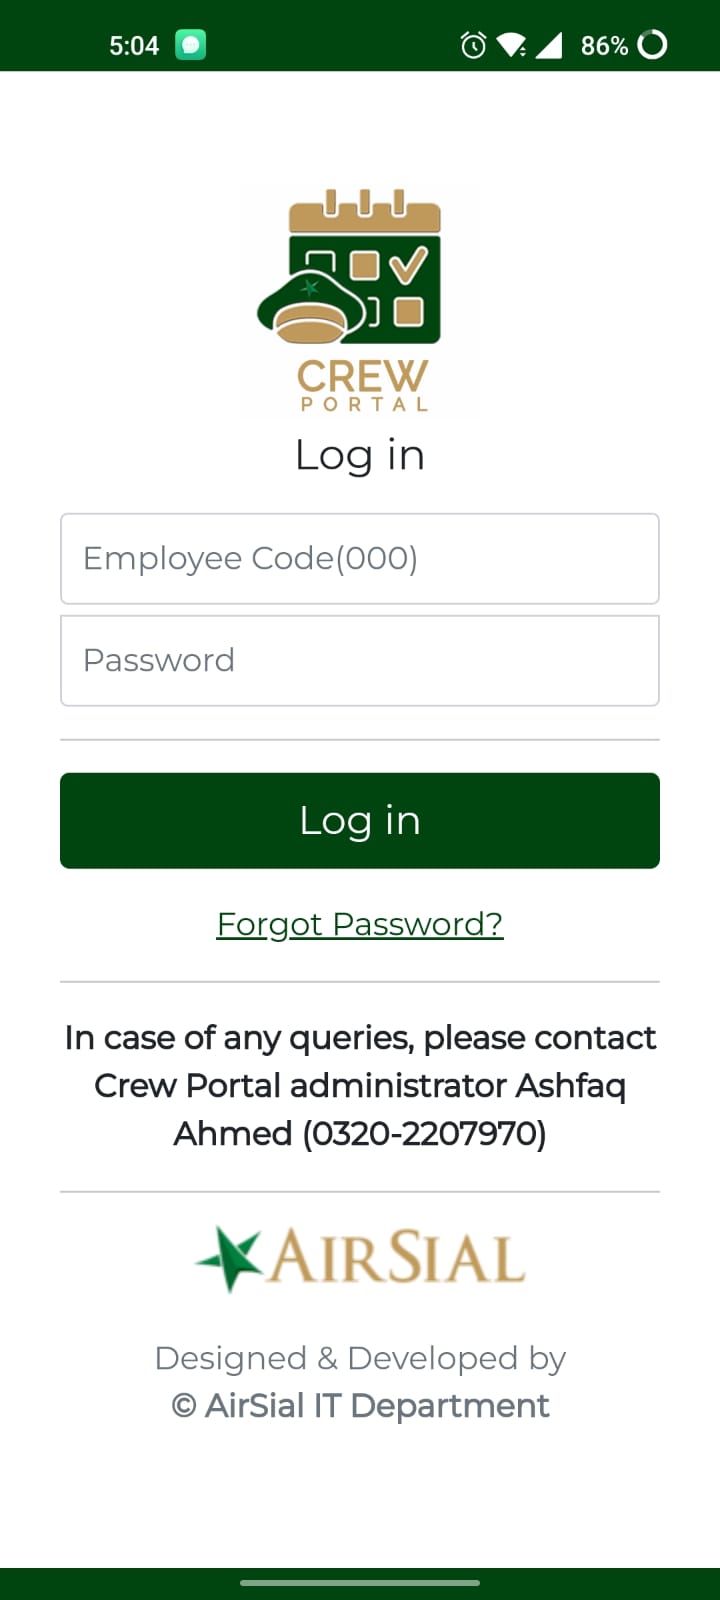 5:04
86%
CREW
PORTAL
Log in
Employee Code(000)
Password
Log in
Forgot Password?
In case of any queries, please contact
Crew Portal administrator Ashfaq
Ahmed (0320-2207970)
AIRSIAL
Designed & Developed by
© AirSial IT Department